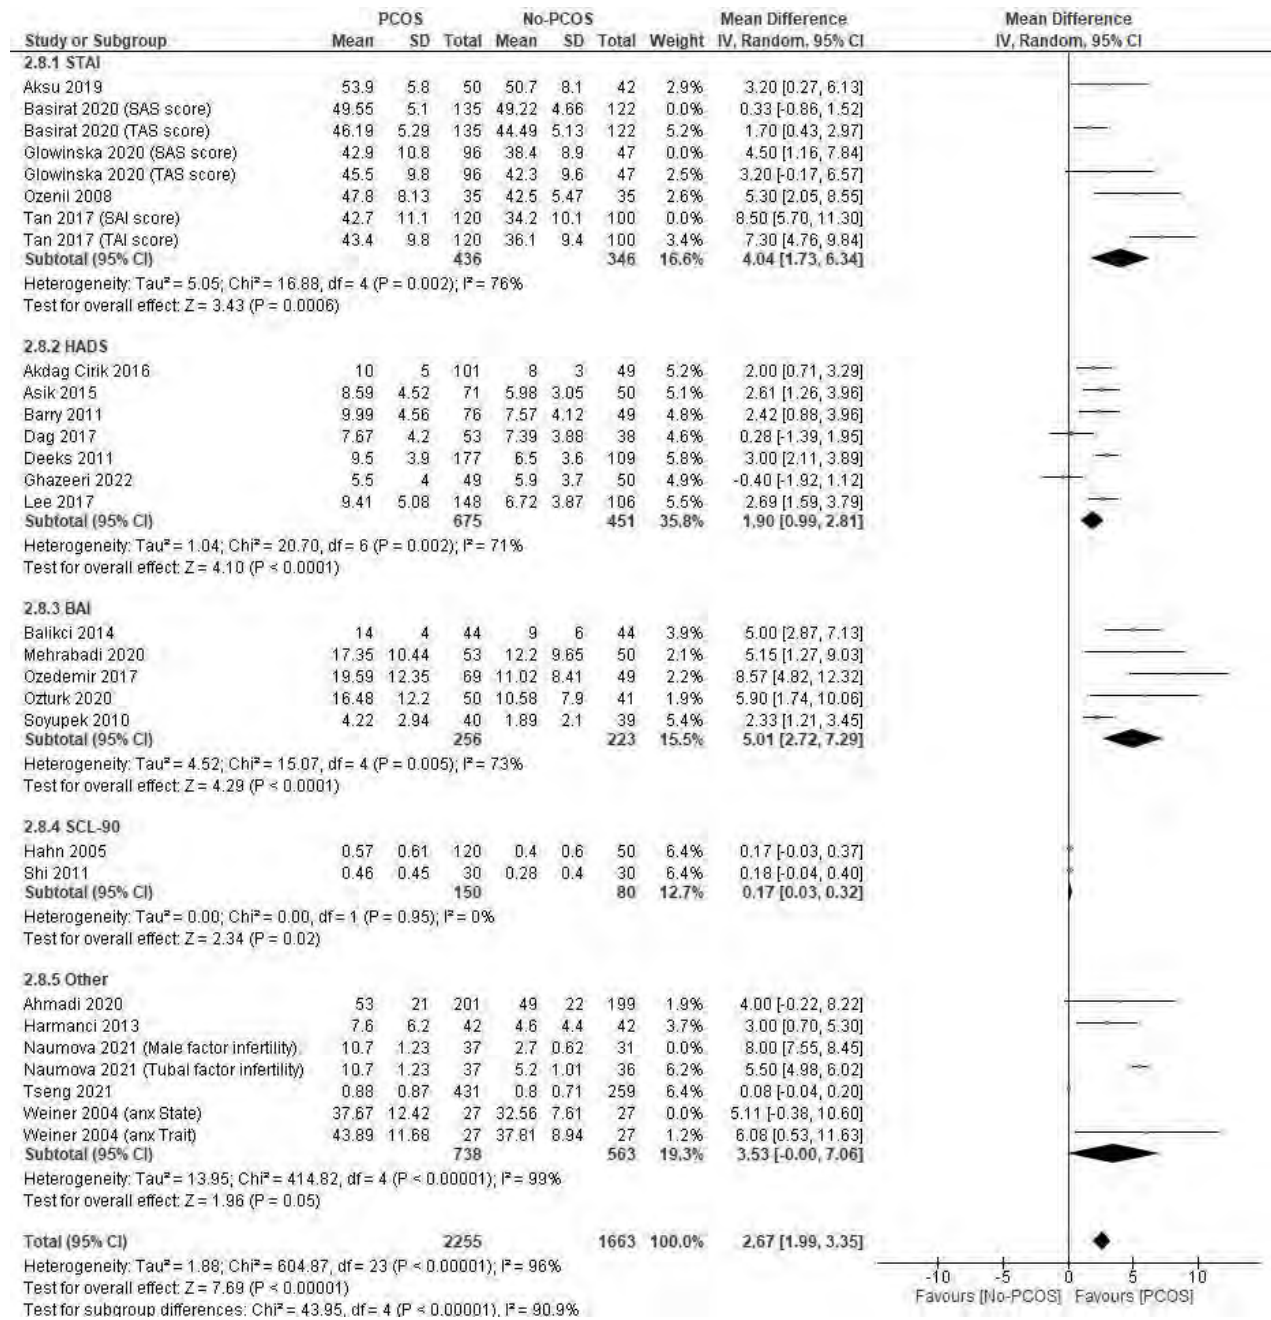 PCOS No-PCOS Mean Difference Mean Difference
Study or Subgroup Mean SD Total Mean SD Total Weight IV, Random, 95% CI IV, Random, 95% CI
2.8.1 STAI
Aksu 2019 53.9 5.8 50 50.7 8.1 42 2.9% 3.20 [0.27, 6.13]
Basirat 2020 (SAS score) 49.55 5.1 135 49.22 4.66 122 0.0% 0.33 [-0.86, 1.52]
Basirat 2020 (TAS score) 46.19 5.29 135 44.49 5.13 122 5.2% 1.70 [0.43, 2.97]
Glowinska 2020 (SAS score) 42.9 10.8 96 38.4 8.9 47 0.0% 4.50 [1.16, 7.84]
Glowinska 2020 (TAS score) 45.5 9.8 96 42.3 9.6 47 2.5% 3.20 [-0.17, 6.57]
Ozenil 2008 47.8 8.13 35 42.5 5.47 35 2.6% 5.30 [2.05, 8.55]
Tan 2017 (SAI score) 42.7 11.1 120 34.2 10.1 100 0.0% 8.50 [5.70, 11.30]
Tan 2017 (TAI score) 43.4 9.8 120 36.1 9.4 100 3.4% 7.30 [4.76, 9.84]
Subtotal (95% CI) 436 346 16.6% 4.04 [1.73, 6.34]
Heterogeneity: Tau² = 5.05; Chi² = 16.88, df = 4 (P = 0.002); I² = 76%
Test for overall effect: Z = 3.43 (P = 0.0006)
2.8.2 HADS
Akdag Cirik 2016 10 5 101 8 3 49 5.2% 2.00 [0.71, 3.29]
Asik 2015 8.59 4.52 71 5.98 3.05 50 5.1% 2.61 [1.26, 3.96]
Barry 2011 9.99 4.56 76 7.57 4.12 49 4.8% 2.42 [0.88, 3.96]
Dag 2017 7.67 4.2 53 7.39 3.88 38 4.6% 0.28 [-1.39, 1.95]
Deeks 2011 9.5 3.9 177 6.5 3.6 109 5.8% 3.00 [2.11, 3.89]
Ghazeeri 2022 5.5 4 49 5.9 3.7 50 4.9% -0.40 [-1.92, 1.12]
Lee 2017 9.41 5.08 148 6.72 3.87 106 5.5% 2.69 [1.59, 3.79]
Subtotal (95% CI) 675 451 35.8% 1.90 [0.99, 2.81]
Heterogeneity: Tau² = 1.04; Chi² = 20.70, df = 6 (P = 0.002); I² = 71%
Test for overall effect: Z = 4.10 (P < 0.0001)
2.8.3 BAI
Balikci 2014 14 4 44 9 6 44 3.9% 5.00 [2.87, 7.13]
Mehrabadi 2020 17.35 10.44 53 12.2 9.65 50 2.1% 5.15 [1.27, 9.03]
Ozedemir 2017 19.59 12.35 69 11.02 8.41 49 2.2% 8.57 [4.82, 12.32]
Ozturk 2020 16.48 12.2 50 10.58 7.9 41 1.9% 5.90 [1.74, 10.06]
Soyupek 2010 4.22 2.94 40 1.89 2.1 39 5.4% 2.33 [1.21, 3.45]
Subtotal (95% CI) 256 223 15.5% 5.01 [2.72, 7.29]
Heterogeneity: Tau² = 4.52; Chi² = 15.07, df = 4 (P = 0.005); I² = 73%
Test for overall effect: Z = 4.29 (P < 0.0001)
2.8.4 SCL-90
Hahn 2005 0.57 0.61 120 0.4 0.6 50 6.4% 0.17 [-0.03, 0.37]
Shi 2011 0.46 0.45 30 0.28 0.4 30 6.4% 0.18 [-0.04, 0.40]
Subtotal (95% CI) 150 80 12.7% 0.17 [0.03, 0.32]
Heterogeneity: Tau² = 0.00; Chi² = 0.00, df = 1 (P = 0.95); I² = 0%
Test for overall effect: Z = 2.34 (P = 0.02)
2.8.5 Other
Ahmadi 2020 53 21 201 49 22 199 1.9% 4.00 [-0.22, 8.22]
Harmanci 2013 7.6 6.2 42 4.6 4.4 42 3.7% 3.00 [0.70, 5.30]
Naumova 2021 (Male factor infertility) 10.7 1.23 37 2.7 0.62 31 0.0% 8.00 [7.55, 8.45]
Naumova 2021 (Tubal factor infertility) 10.7 1.23 37 5.2 1.01 36 6.2% 5.50 [4.98, 6.02]
Tseng 2021 0.88 0.87 431 0.8 0.71 259 6.4% 0.08 [-0.04, 0.20]
Weiner 2004 (anx State) 37.67 12.42 27 32.56 7.61 27 0.0% 5.11 [-0.38, 10.60]
Weiner 2004 (anx Trait) 43.89 11.68 27 37.81 8.94 27 1.2% 6.08 [0.53, 11.63]
Subtotal (95% CI) 738 563 19.3% 3.53 [-0.00, 7.06]
Heterogeneity: Tau² = 13.95; Chi² = 414.82, df = 4 (P < 0.00001); I² = 99%
Test for overall effect: Z = 1.96 (P = 0.05)
Total (95% CI) 2255 1663 100.0% 2.67 [1.99, 3.35]
Heterogeneity: Tau² = 1.88; Chi² = 604.87, df = 23 (P < 0.00001); I² = 96%
Test for overall effect: Z = 7.69 (P < 0.00001)
Test for subgroup differences: Chi² = 43.95, df = 4 (P < 0.00001), I² = 90.9%
-10 -5 0 5 10
Favours [No-PCOS] Favours [PCOS]